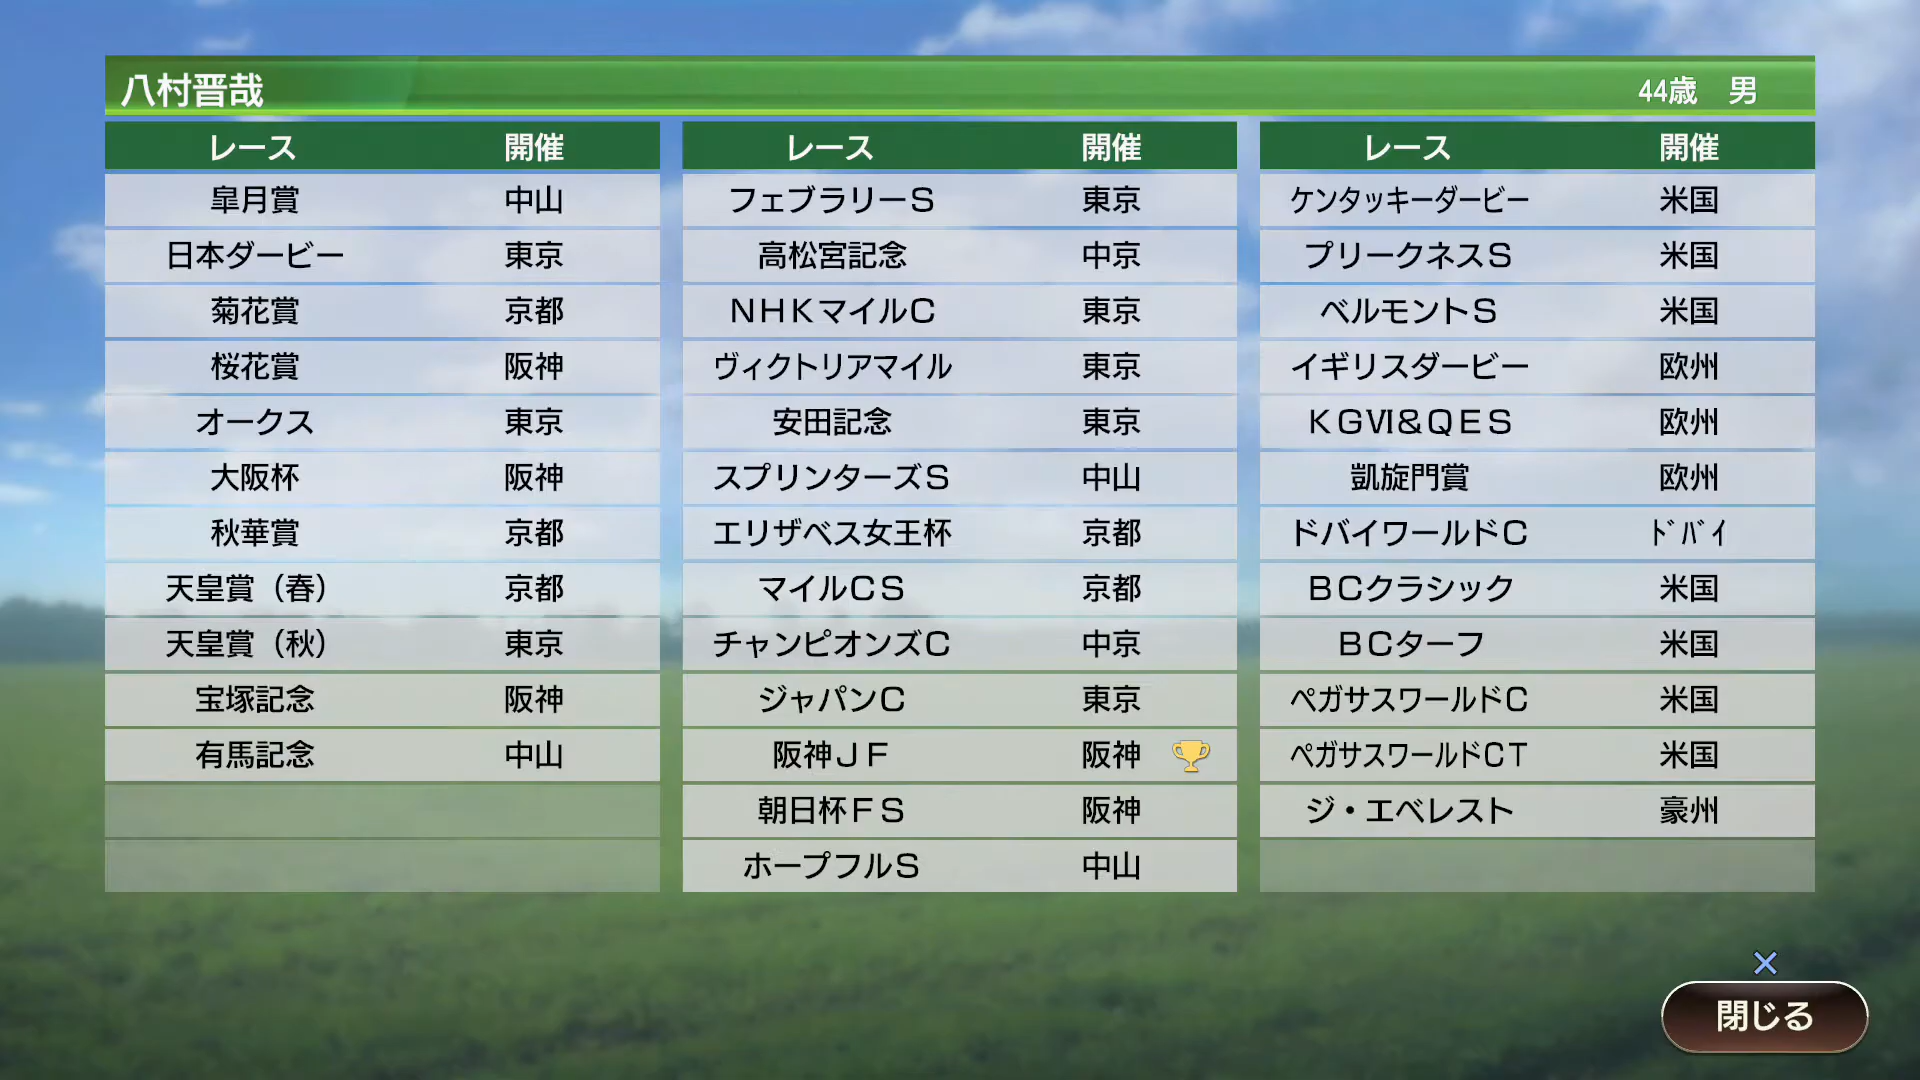 八村晋哉 44歳 男
レース 開催
皐月賞 中山
日本ダービー 東京
菊花賞 京都
桜花賞 阪神
オークス 東京
大阪杯 阪神
秋華賞 京都
天皇賞（春） 京都
天皇賞（秋） 東京
宝塚記念 阪神
有馬記念 中山
レース 開催
フェブラリーＳ 東京
高松宮記念 中京
ＮＨＫマイルＣ 東京
ヴィクトリアマイル 東京
安田記念 東京
スプリンターズＳ 中山
エリザベス女王杯 京都
マイルＣＳ 京都
チャンピオンズＣ 中京
ジャパンＣ 東京
阪神ＪＦ 阪神
朝日杯ＦＳ 阪神
ホープフルＳ 中山
レース 開催
ケンタッキーダービー 米国
プリークネスＳ 米国
ベルモントＳ 米国
イギリスダービー 欧州
ＫＧⅥ＆ＱＥＳ 欧州
凱旋門賞 欧州
ドバイワールドＣ ﾄﾞﾊﾞｲ
ＢＣクラシック 米国
ＢＣターフ 米国
ペガサスワールドＣ 米国
ペガサスワールドＣＴ 米国
ジ・エベレスト 豪州
閉じる